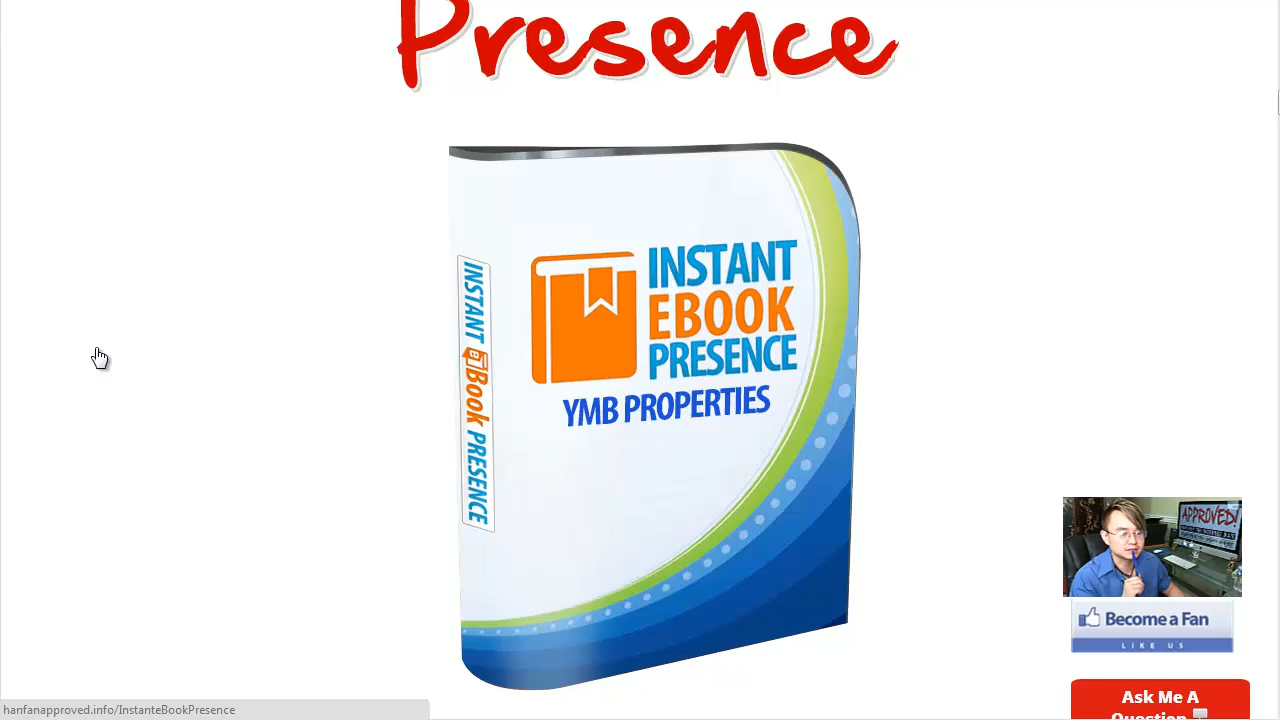 Presence
INSTANT
EBOOK
PRESENCE
YMB PROPERTIES
INSTANT eBook PRESENCE
APPROVED!
Become a Fan
LIKE US
Ask Me A
Question
hanfanapproved.info/InstanteBookPresence